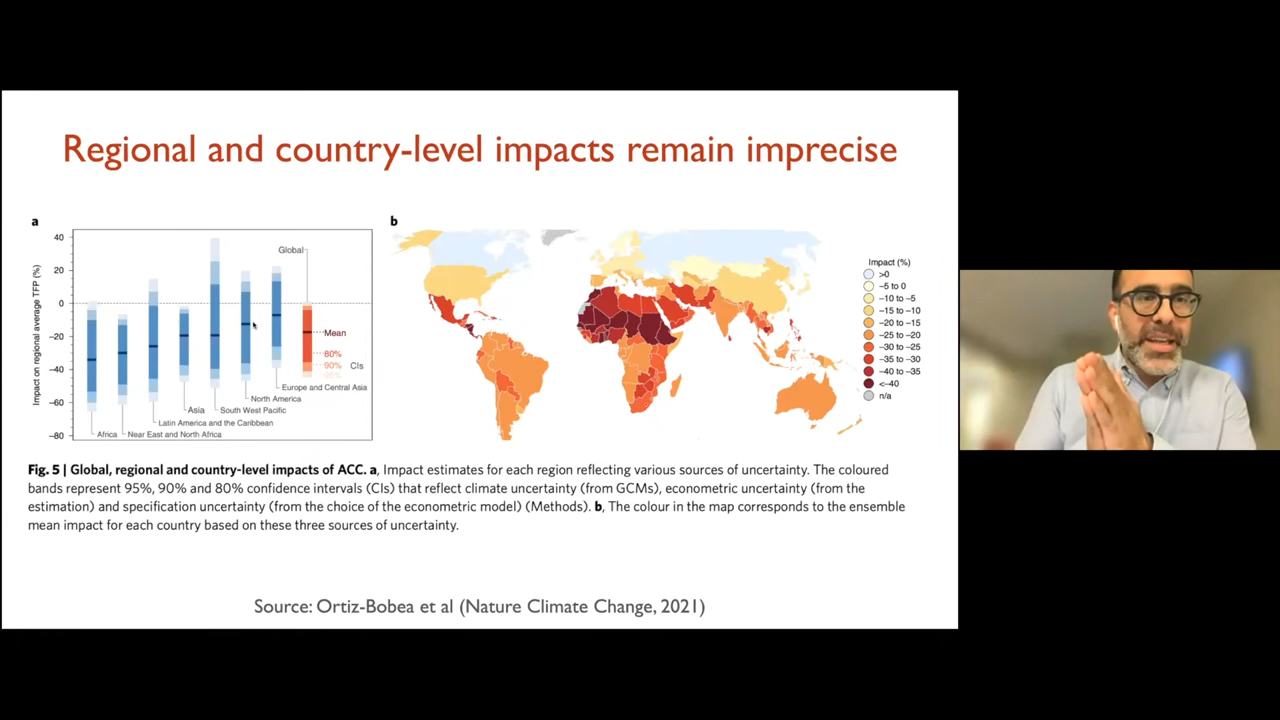 Regional and country-level impacts remain imprecise
a
Impact on regional average TFP (%)
40
20
0
−20
−40
−60
−80
Global
Mean
80%
90%
95%
CIs
Europe and Central Asia
North America
Asia
South West Pacific
Latin America and the Caribbean
Africa
Near East and North Africa
b
Impact (%)
>0
−5 to 0
−10 to −5
−15 to −10
−20 to −15
−25 to −20
−30 to −25
−35 to −30
−40 to −35
<−40
n/a
Fig. 5 | Global, regional and country-level impacts of ACC. a, Impact estimates for each region reflecting various sources of uncertainty. The coloured
bands represent 95%, 90% and 80% confidence intervals (CIs) that reflect climate uncertainty (from GCMs), econometric uncertainty (from the
estimation) and specification uncertainty (from the choice of the econometric model) (Methods). b, The colour in the map corresponds to the ensemble
mean impact for each country based on these three sources of uncertainty.
Source: Ortiz-Bobea et al (Nature Climate Change, 2021)